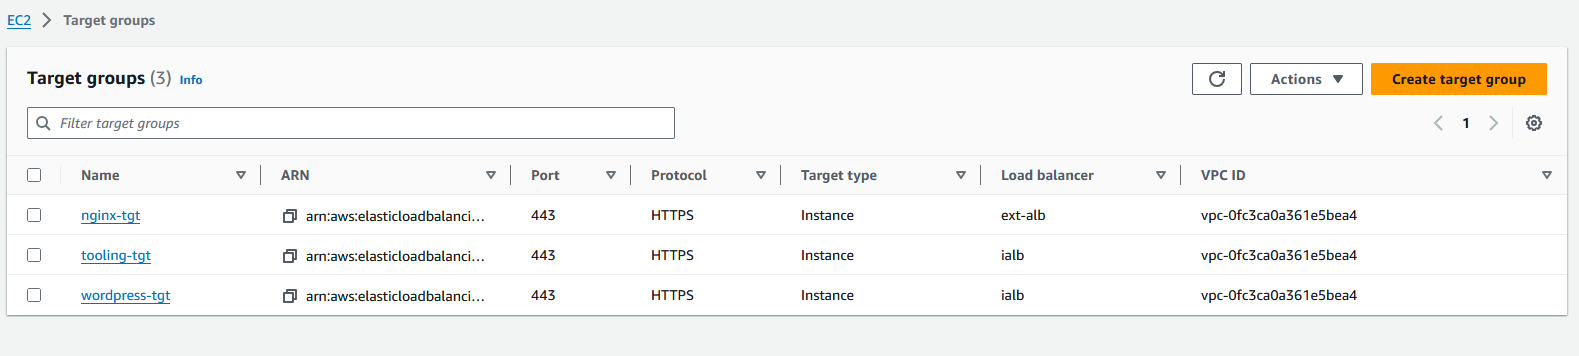 EC2 > Target groups
Target groups (3) Info
Actions
Create target group
Filter target groups
1
Name ARN Port Protocol Target type Load balancer VPC ID
nginx-tgt arn:aws:elasticloadbalanci... 443 HTTPS Instance ext-alb vpc-0fc3ca0a361e5bea4
tooling-tgt arn:aws:elasticloadbalanci... 443 HTTPS Instance ialb vpc-0fc3ca0a361e5bea4
wordpress-tgt arn:aws:elasticloadbalanci... 443 HTTPS Instance ialb vpc-0fc3ca0a361e5bea4